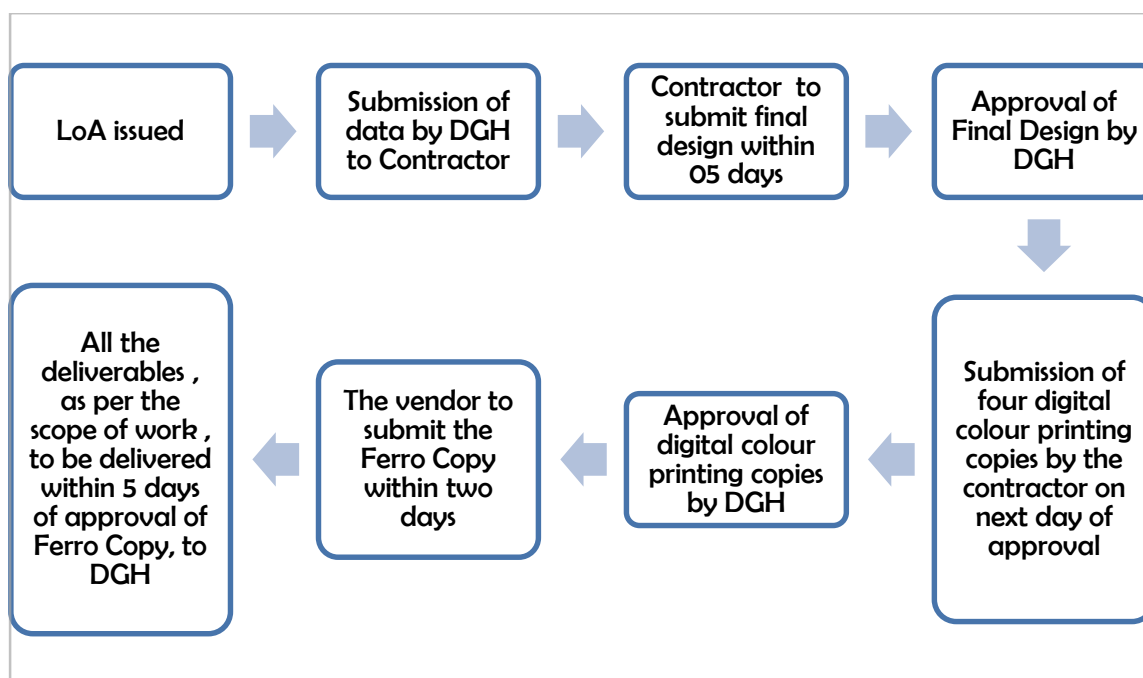 LoA issued
Submission of
data by DGH
to Contractor
Contractor to
submit final
design within
05 days
Approval of
Final Design by
DGH
Submission of
four digital
colour printing
copies by the
contractor on
next day of
approval
Approval of
digital colour
printing copies
by DGH
The vendor to
submit the
Ferro Copy
within two
days
All the
deliverables ,
as per the
scope of work ,
to be delivered
within 5 days
of approval of
Ferro Copy, to
DGH